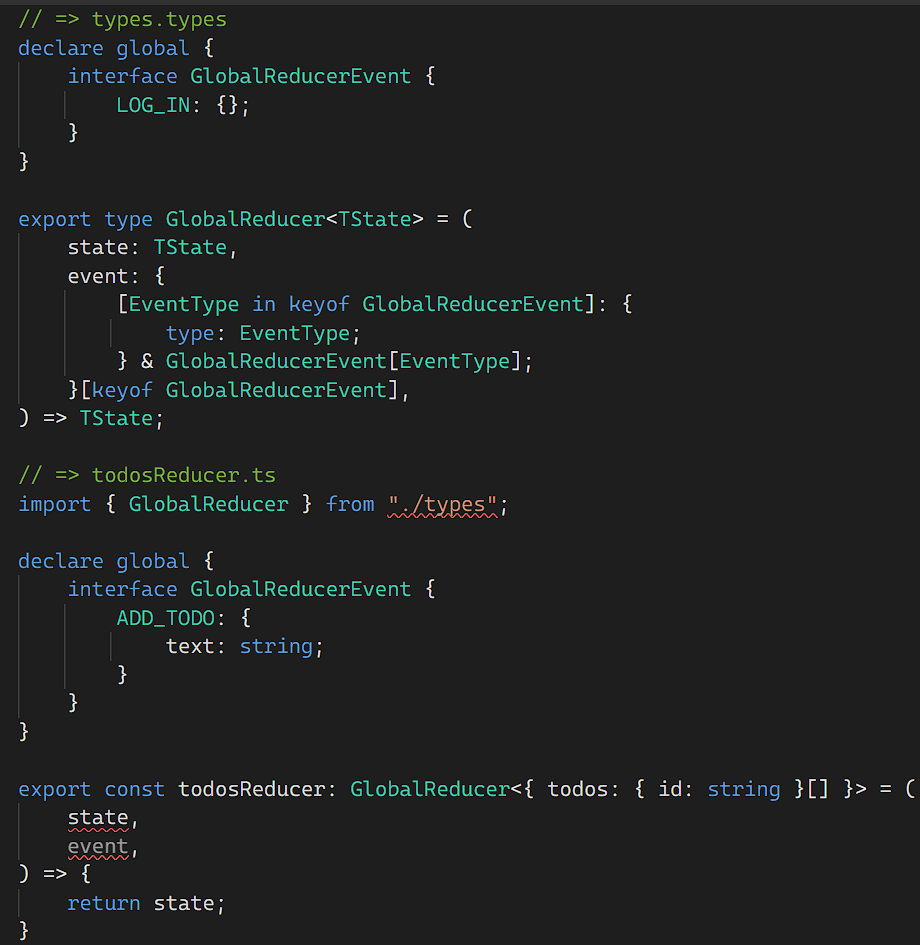 // => types.types
declare global {
    interface GlobalReducerEvent {
        LOG_IN: {};
    }
}

export type GlobalReducer<TState> = (
    state: TState,
    event: {
        [EventType in keyof GlobalReducerEvent]: {
            type: EventType;
        } & GlobalReducerEvent[EventType];
    }[keyof GlobalReducerEvent],
) => TState;

// => todosReducer.ts
import { GlobalReducer } from "./types";

declare global {
    interface GlobalReducerEvent {
        ADD_TODO: {
            text: string;
        }
    }
}

export const todosReducer: GlobalReducer<{ todos: { id: string }[] }> = (
    state,
    event,
) => {
    return state;
}